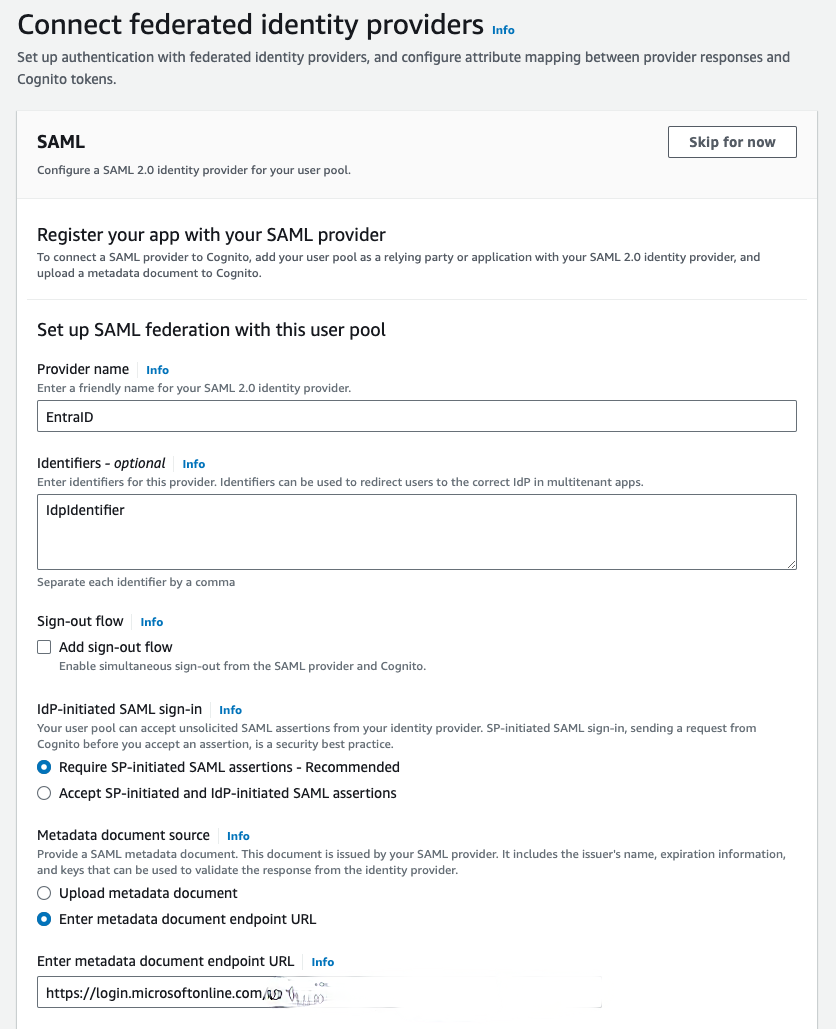 Connect federated identity providers Info
Set up authentication with federated identity providers, and configure attribute mapping between provider responses and
Cognito tokens.
SAML
Skip for now
Configure a SAML 2.0 identity provider for your user pool.
Register your app with your SAML provider
To connect a SAML provider to Cognito, add your user pool as a relying party or application with your SAML 2.0 identity provider, and
upload a metadata document to Cognito.
Set up SAML federation with this user pool
Provider name Info
Enter a friendly name for your SAML 2.0 identity provider.
EntraID
Identifiers - optional Info
Enter identifiers for this provider. Identifiers can be used to redirect users to the correct IdP in multitenant apps.
IdpIdentifier
Separate each identifier by a comma
Sign-out flow Info
Add sign-out flow
Enable simultaneous sign-out from the SAML provider and Cognito.
IdP-initiated SAML sign-in Info
Your user pool can accept unsolicited SAML assertions from your identity provider. SP-initiated SAML sign-in, sending a request from
Cognito before you accept an assertion, is a security best practice.
Require SP-initiated SAML assertions - Recommended
Accept SP-initiated and IdP-initiated SAML assertions
Metadata document source Info
Provide a SAML metadata document. This document is issued by your SAML provider. It includes the issuer's name, expiration information,
and keys that can be used to validate the response from the identity provider.
Upload metadata document
Enter metadata document endpoint URL
Enter metadata document endpoint URL Info
https://login.microsoftonline.com/